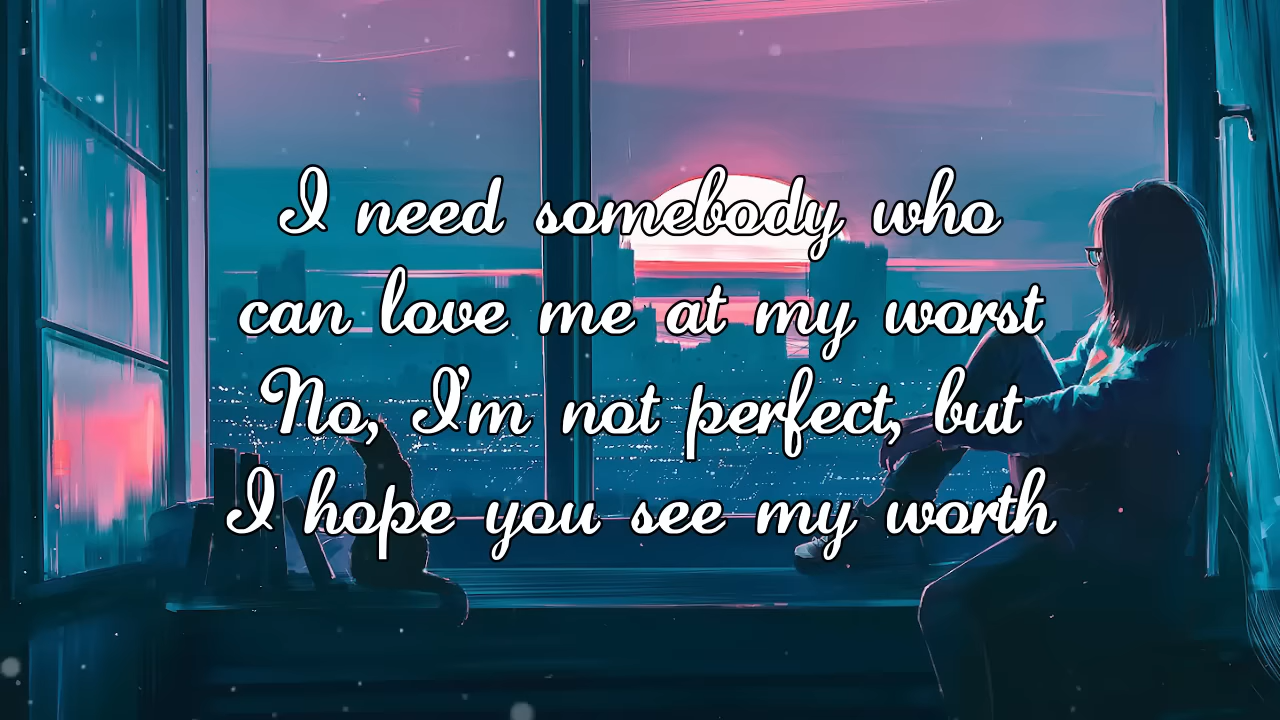 I need somebody who
can love me at my worst
No, I'm not perfect, but
I hope you see my worth